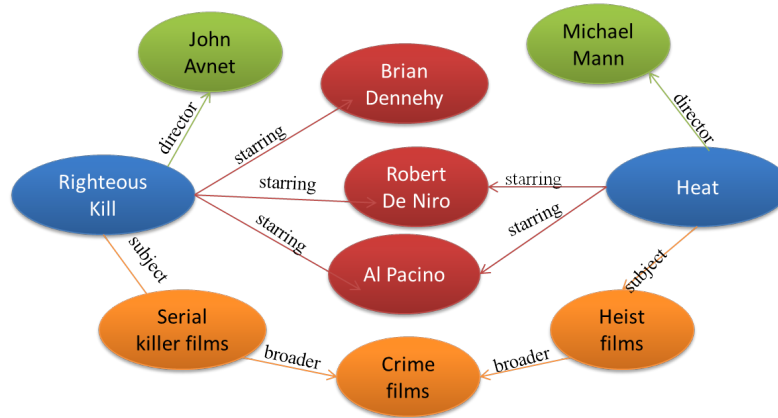 John
Avnet
Michael
Mann
Brian
Dennehy
director
starring
director
Righteous
Kill
starring
Robert
De Niro
starring
Heat
starring
starring
subject
Al Pacino
subject
Serial
killer films
broader
Crime
films
broader
Heist
films